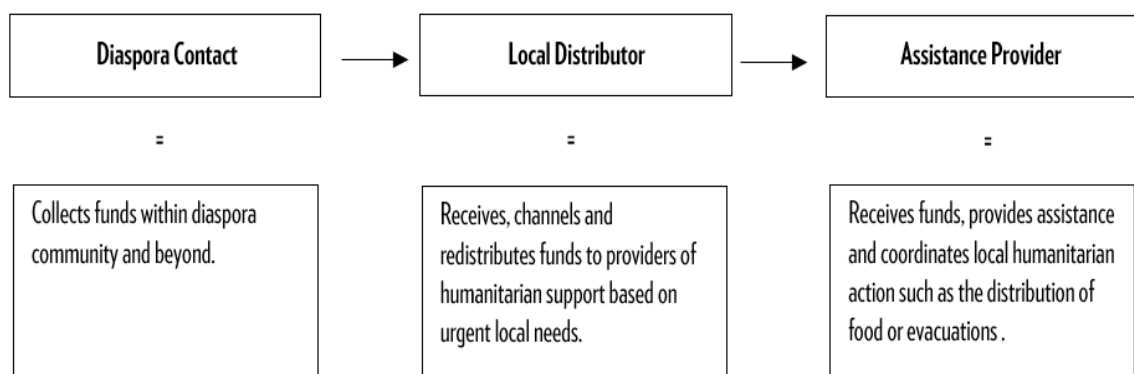 Diaspora Contact
Local Distributor
Assistance Provider
=
=
=
Collects funds within diaspora
community and beyond.
Receives, channels and
redistributes funds to providers of
humanitarian support based on
urgent local needs.
Receives funds, provides assistance
and coordinates local humanitarian
action such as the distribution of
food or evacuations .